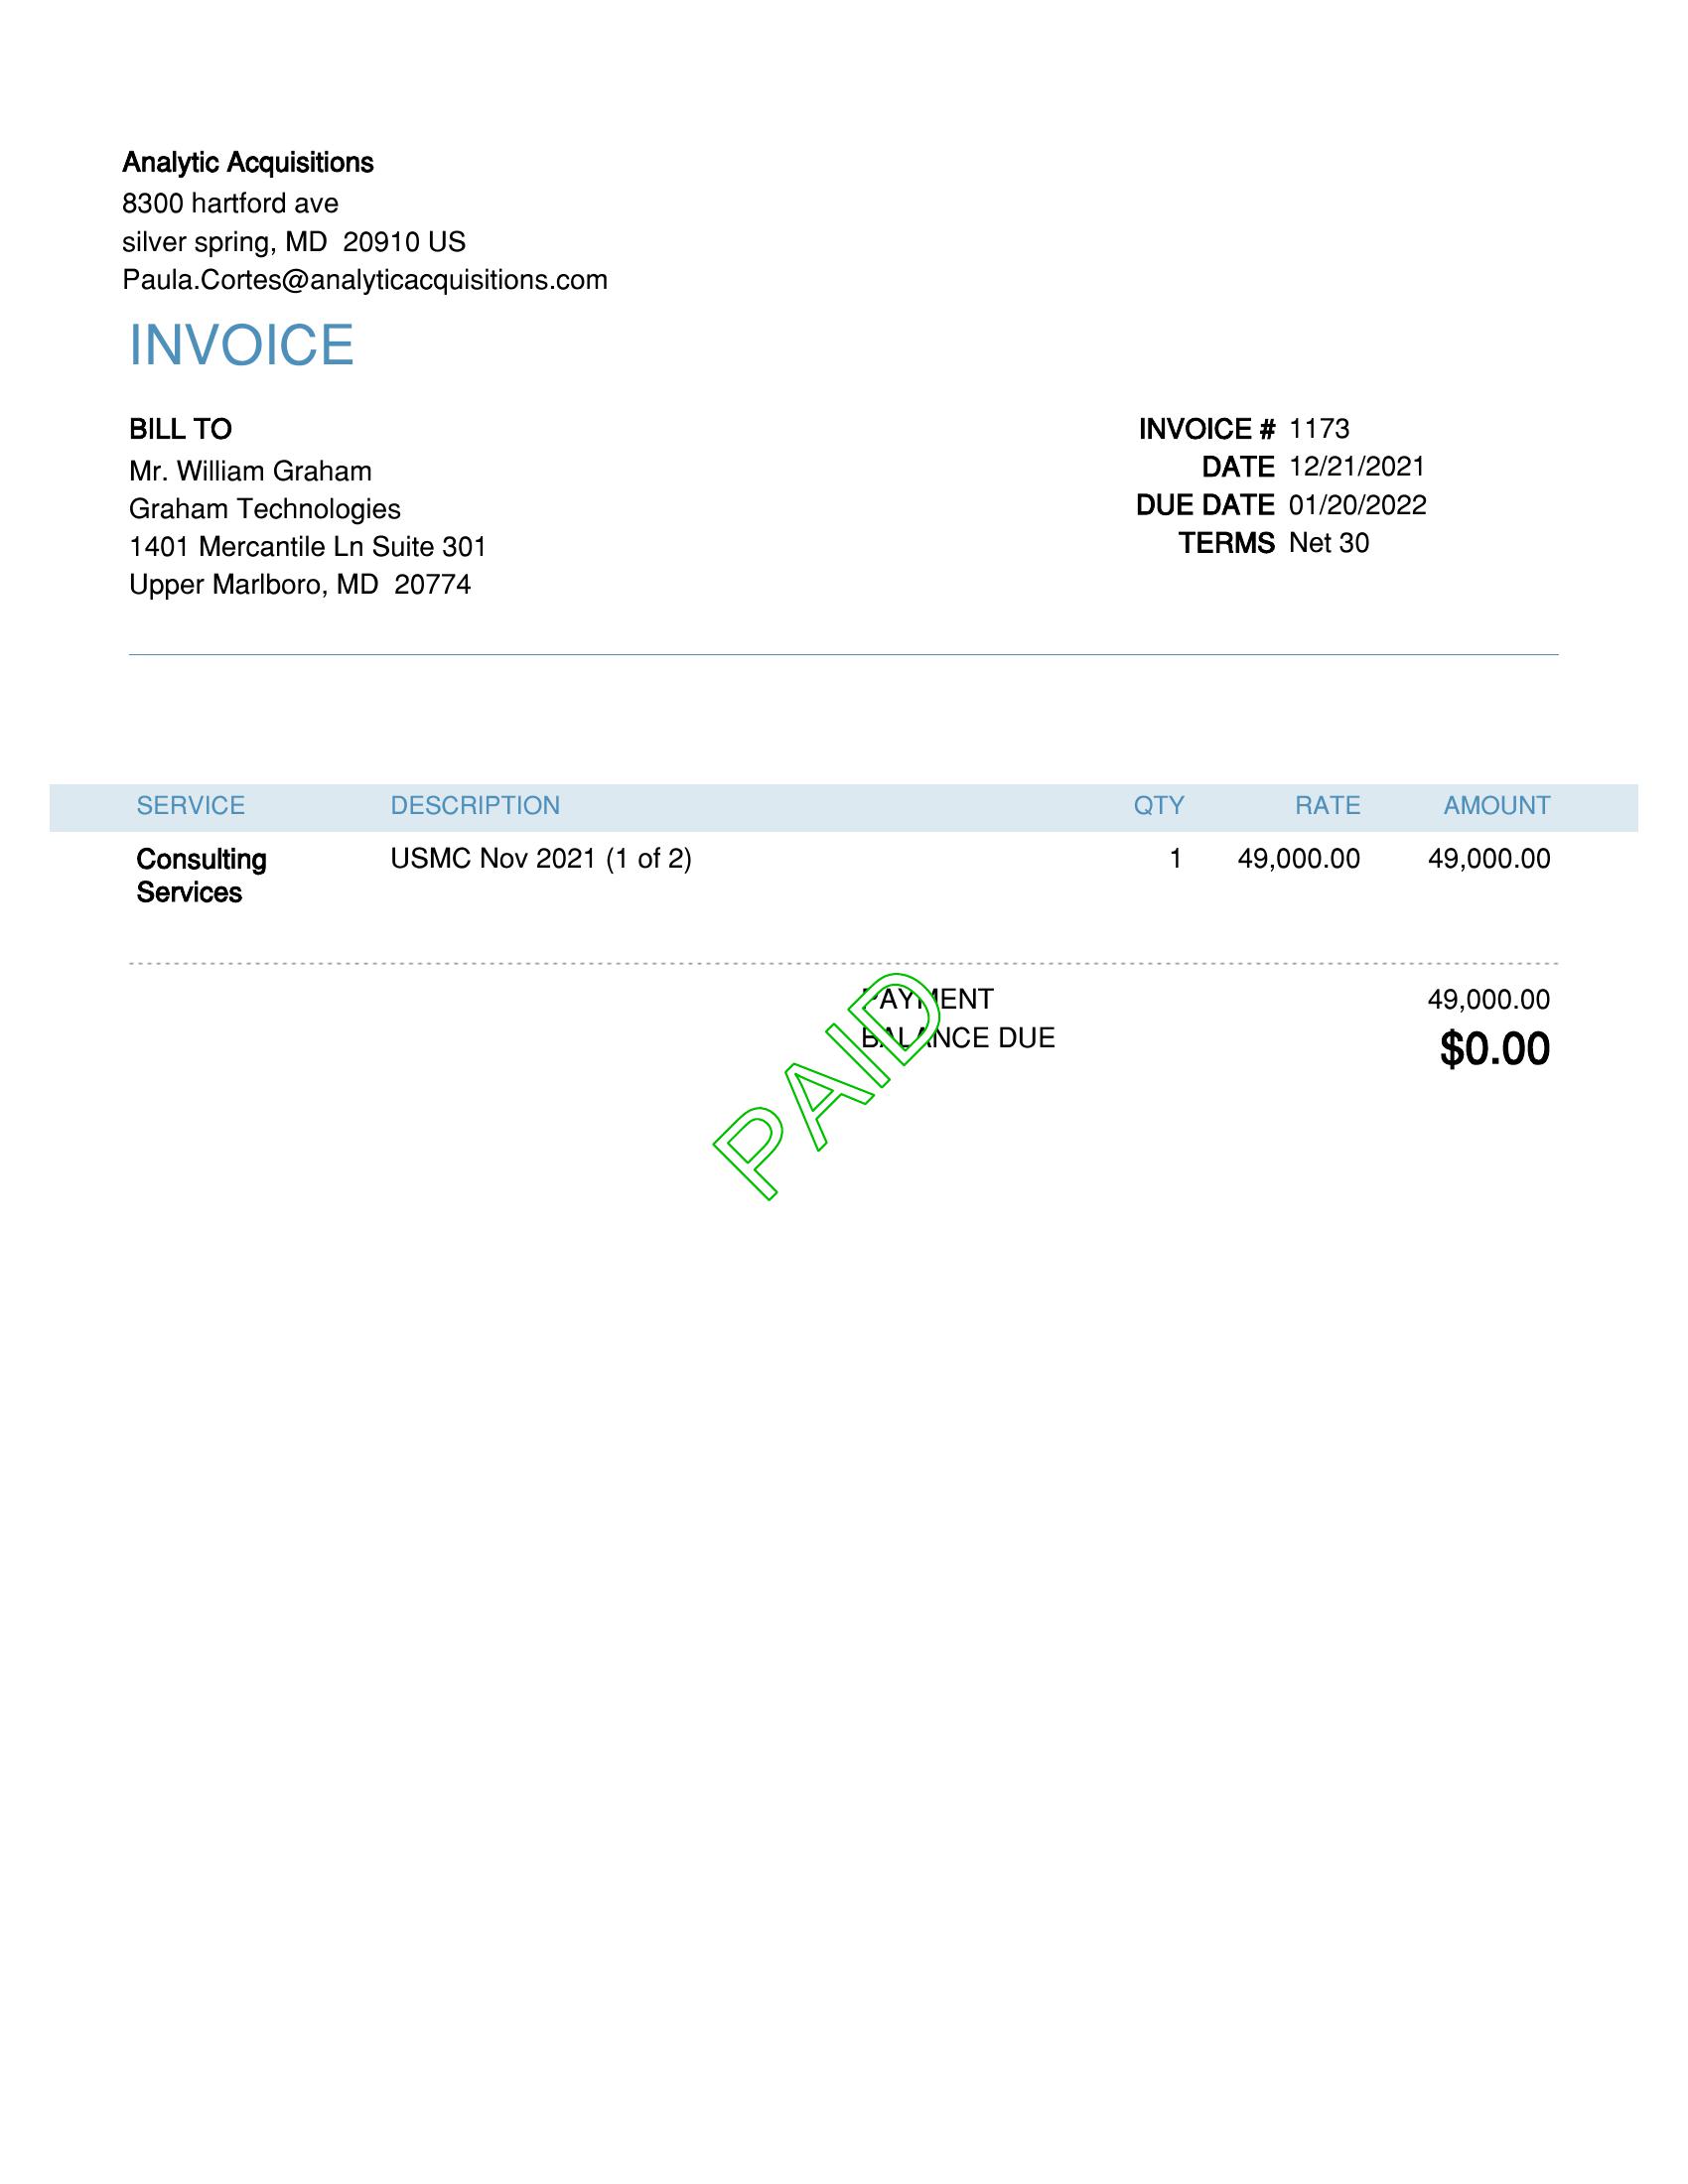 Analytic Acquisitions
8300 hartford ave
silver spring, MD  20910 US
Paula.Cortes@analyticacquisitions.com
INVOICE
BILL TO
Mr. William Graham
Graham Technologies
1401 Mercantile Ln Suite 301
Upper Marlboro, MD  20774
INVOICE # 1173
DATE 12/21/2021
DUE DATE 01/20/2022
TERMS Net 30
SERVICE DESCRIPTION QTY RATE AMOUNT
Consulting Services USMC Nov 2021 (1 of 2) 1 49,000.00 49,000.00
PAYMENT 49,000.00
BALANCE DUE $0.00
PAID